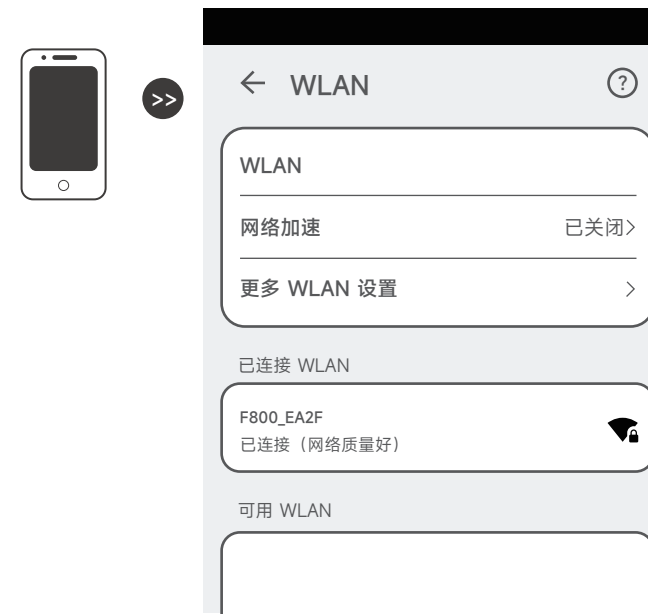 >>
← WLAN ?
WLAN
网络加速 已关闭>
更多 WLAN 设置 >
已连接 WLAN
F800_EA2F
已连接（网络质量好）
可用 WLAN